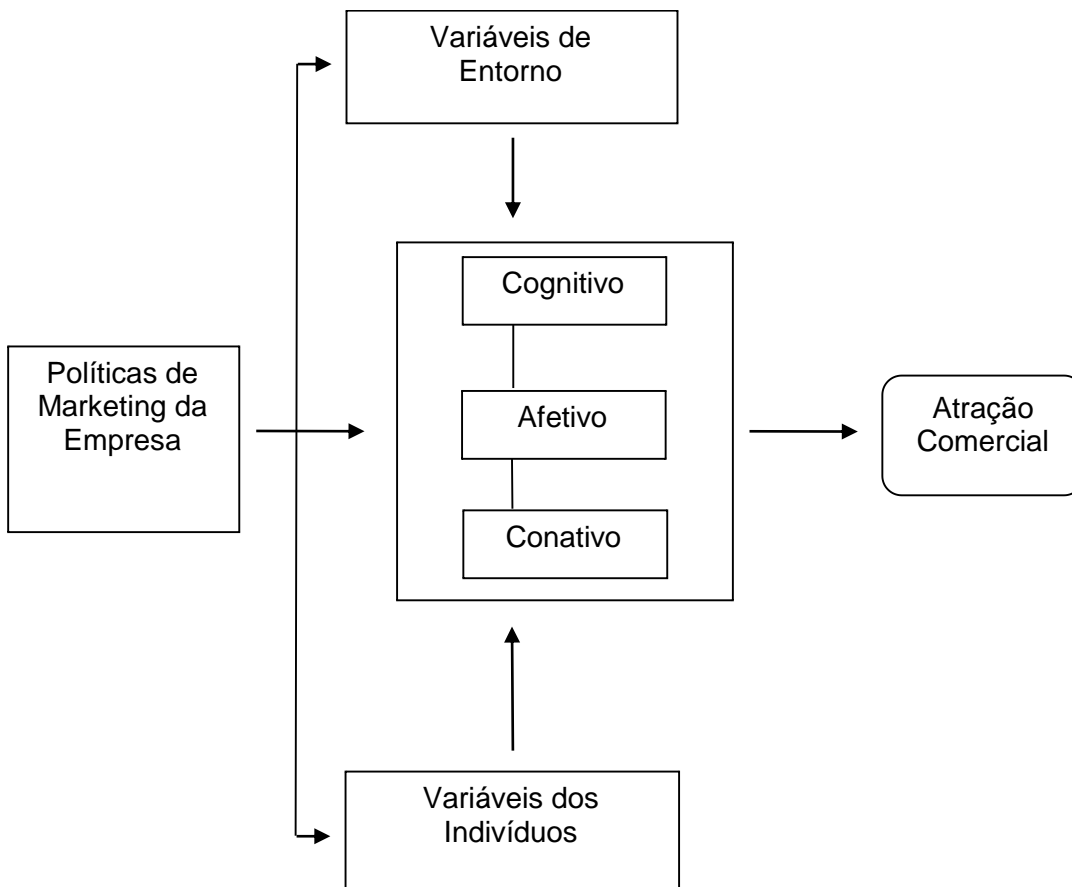 Variáveis de
Entorno
Cognitivo
Políticas de
Marketing da
Empresa
Afetivo
Atração
Comercial
Conativo
Variáveis dos
Indivíduos